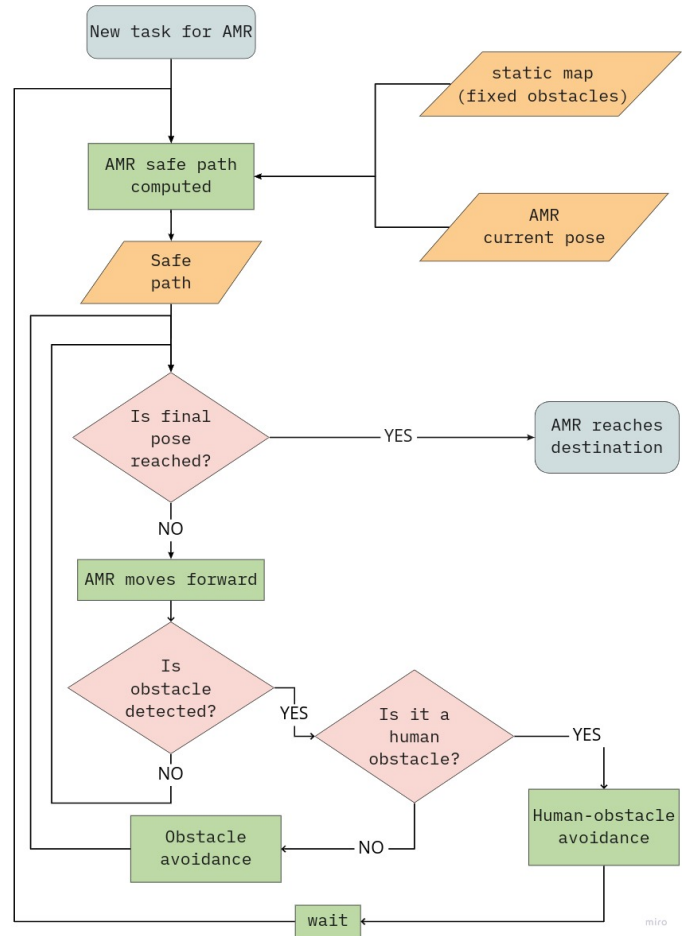 New task for AMR
static map
(fixed obstacles)
AMR safe path
computed
AMR
current pose
Safe
path
Is final
pose
reached?
YES
AMR reaches
destination
NO
AMR moves forward
Is
obstacle
detected?
YES
Is it a
human
obstacle?
YES
NO
Human-obstacle
avoidance
Obstacle
avoidance
NO
wait
miro